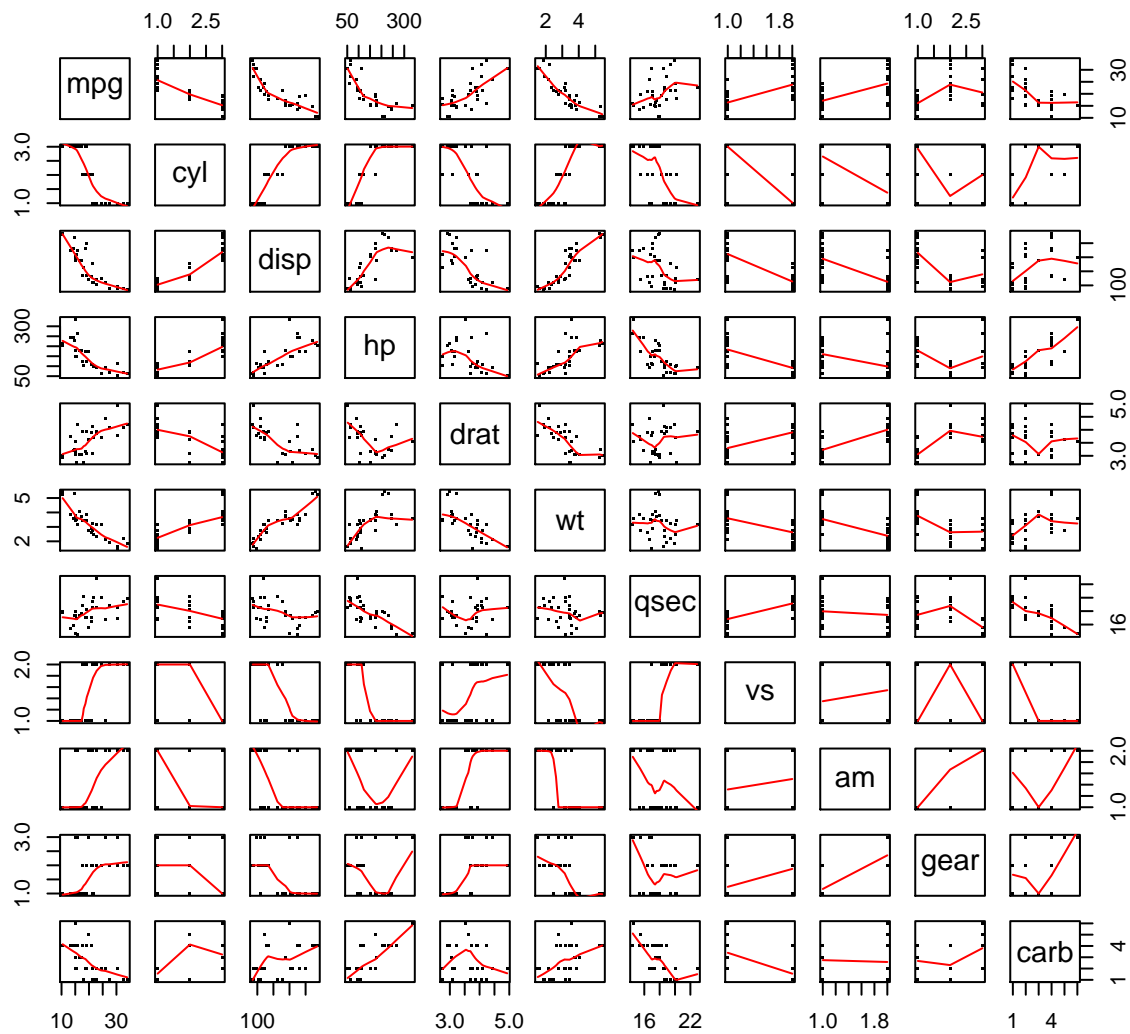 1.0 2.5 50 300 2 4 1.0 1.8 1.0 2.5
mpg 10 30
1.0 3.0 cyl
disp 100
50 300 hp
drat 3.0 5.0
2 5 wt
qsec 16
1.0 2.0 vs
am 1.0 2.0
1.0 3.0 gear
carb 1 4
10 30 100 3.0 5.0 16 22 1.0 1.8 1 4